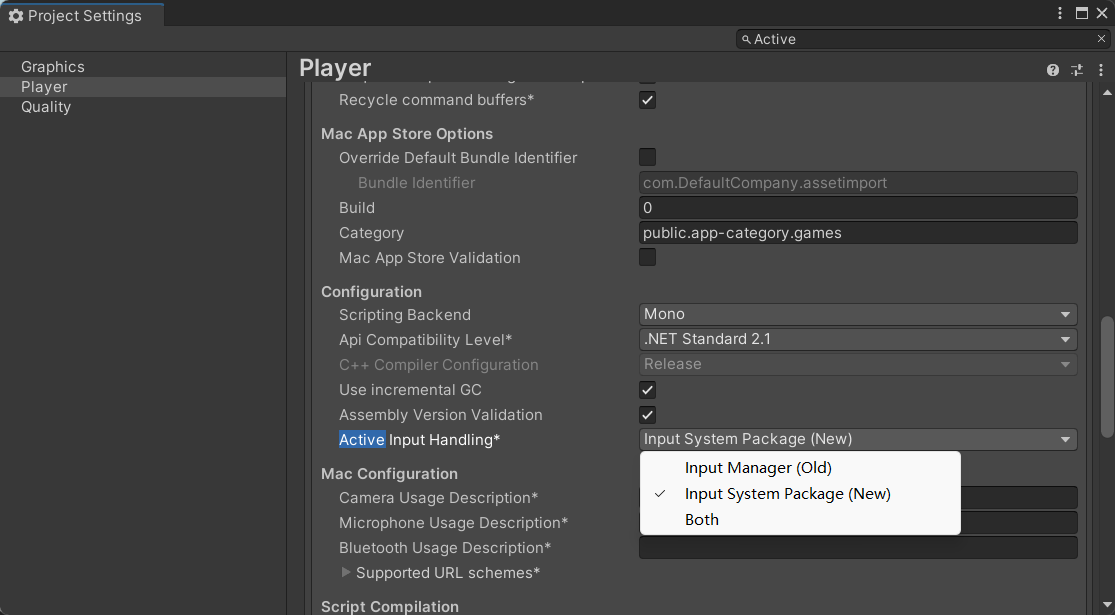 Project Settings
Active
Graphics
Player
Quality
Player
Recycle command buffers*
Mac App Store Options
Override Default Bundle Identifier
Bundle Identifier com.DefaultCompany.assetimport
Build 0
Category public.app-category.games
Mac App Store Validation
Configuration
Scripting Backend Mono
Api Compatibility Level* .NET Standard 2.1
C++ Compiler Configuration Release
Use incremental GC
Assembly Version Validation
Active Input Handling* Input System Package (New)
Input Manager (Old)
Input System Package (New)
Both
Mac Configuration
Camera Usage Description*
Microphone Usage Description*
Bluetooth Usage Description*
Supported URL schemes*
Script Compilation